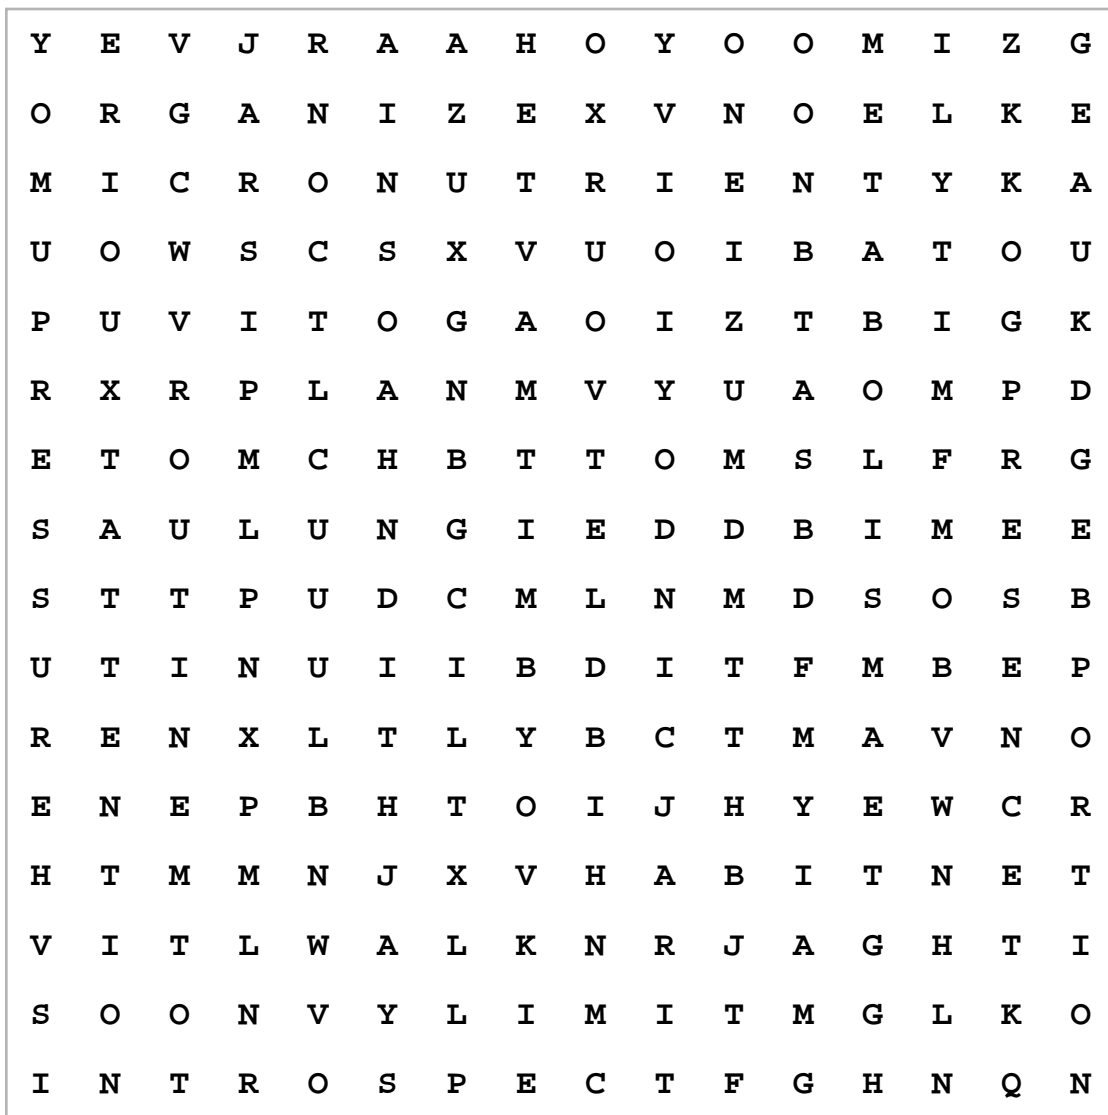 Y E V J R A A H O Y O O M I Z G
O R G A N I Z E X V N O E L K E
M I C R O N U T R I E N T Y K A
U O W S C S X V U O I B A T O U
P U V I T O G A O I Z T B I G K
R X R P L A N M V Y U A O M P D
E T O M C H B T T O M S L F R G
S A U L U N G I E D D B I M E E
S T T P U D C M L N M D S O S B
U T I N U I I B D I T F M B E P
R E N X L T L Y B C T M A V N O
E N E P B H T O I J H Y E W C R
H T M M N J X V H A B I T N E T
V I T L W A L K N R J A G H T I
S O O N V Y L I M I T M G L K O
I N T R O S P E C T F G H N Q N